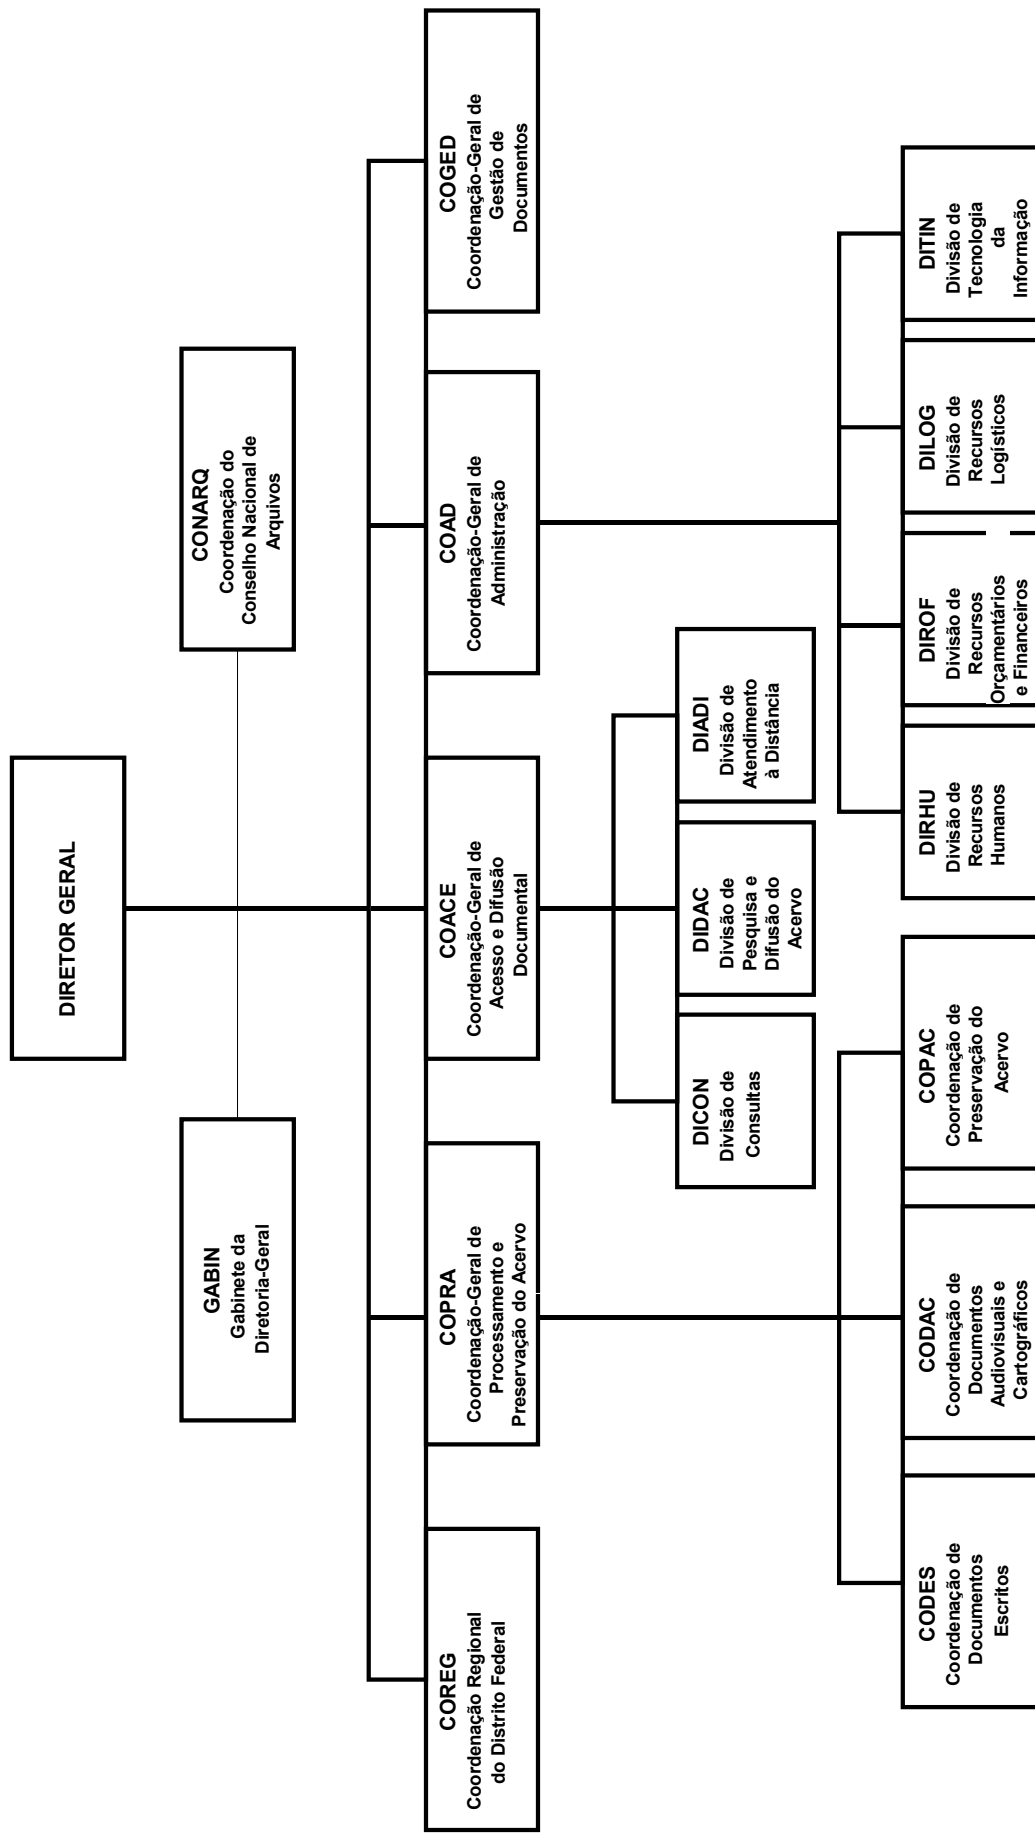 DIRETOR GERAL
GABIN
Gabinete da
Diretoria-Geral
CONARQ
Coordenação do
Conselho Nacional de
Arquivos
COREG
Coordenação Regional
do Distrito Federal
COPRA
Coordenação-Geral de
Processamento e
Preservação do Acervo
COACE
Coordenação-Geral de
Acesso e Difusão
Documental
COAD
Coordenação-Geral de
Administração
COGED
Coordenação-Geral de
Gestão de
Documentos
DICON
Divisão de
Consultas
DIDAC
Divisão de
Pesquisa e
Difusão do
Acervo
DIADI
Divisão de
Atendimento
à Distância
CODES
Coordenação de
Documentos
Escritos
CODAC
Coordenação de
Documentos
Audiovisuais e
Cartográficos
COPAC
Coordenação de
Preservação do
Acervo
DIRHU
Divisão de
Recursos
Humanos
DIROF
Divisão de
Recursos
Orçamentários
e Financeiros
DILOG
Divisão de
Recursos
Logísticos
DITIN
Divisão de
Tecnologia
da
Informação